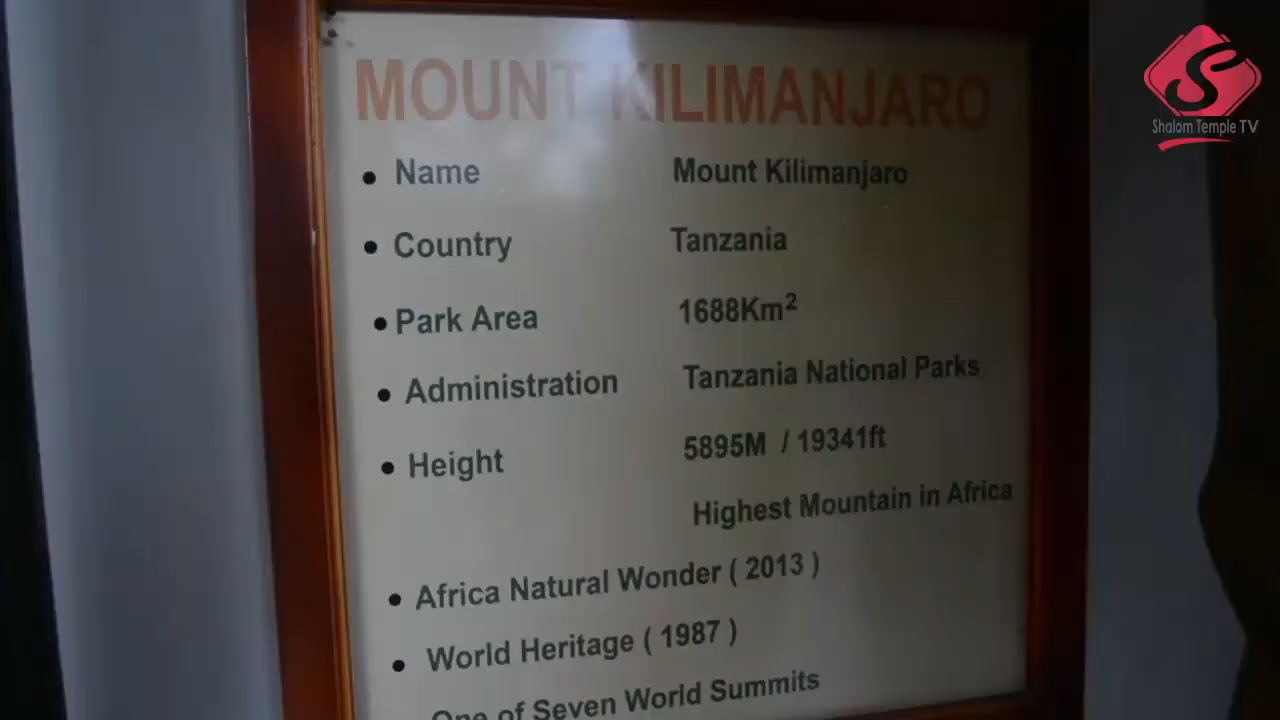 MOUNT KILIMANJARO
• Name Mount Kilimanjaro
• Country Tanzania
• Park Area 1688Km²
• Administration Tanzania National Parks
• Height 5895M / 19341ft
Highest Mountain in Africa
• Africa Natural Wonder ( 2013 )
• World Heritage ( 1987 )
One of Seven World Summits
Shalom Temple TV